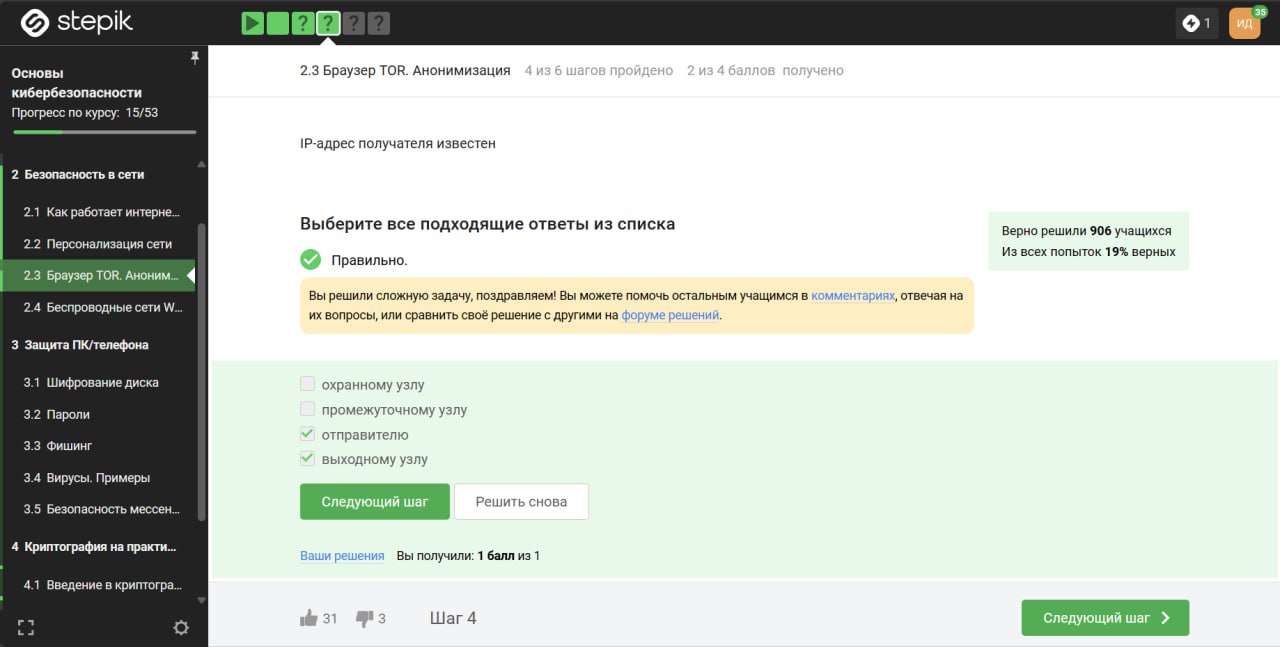 stepik
? ? ? ?
1
ИД
35
Основы
кибербезопасности
Прогресс по курсу: 15/53
2 Безопасность в сети
2.1 Как работает интерне...
2.2 Персонализация сети
2.3 Браузер TOR. Аноним...
2.4 Беспроводные сети W...
3 Защита ПК/телефона
3.1 Шифрование диска
3.2 Пароли
3.3 Фишинг
3.4 Вирусы. Примеры
3.5 Безопасность мессен...
4 Криптография на практи...
4.1 Введение в криптогра...
2.3 Браузер TOR. Анонимизация 4 из 6 шагов пройдено 2 из 4 баллов получено
IP-адрес получателя известен
Выберите все подходящие ответы из списка
Правильно.
Верно решили 906 учащихся
Из всех попыток 19% верных
Вы решили сложную задачу, поздравляем! Вы можете помочь остальным учащимся в комментариях, отвечая на
их вопросы, или сравнить своё решение с другими на форуме решений.
охранному узлу
промежуточному узлу
отправителю
выходному узлу
Следующий шаг
Решить снова
Ваши решения Вы получили: 1 балл из 1
31 3 Шаг 4
Следующий шаг